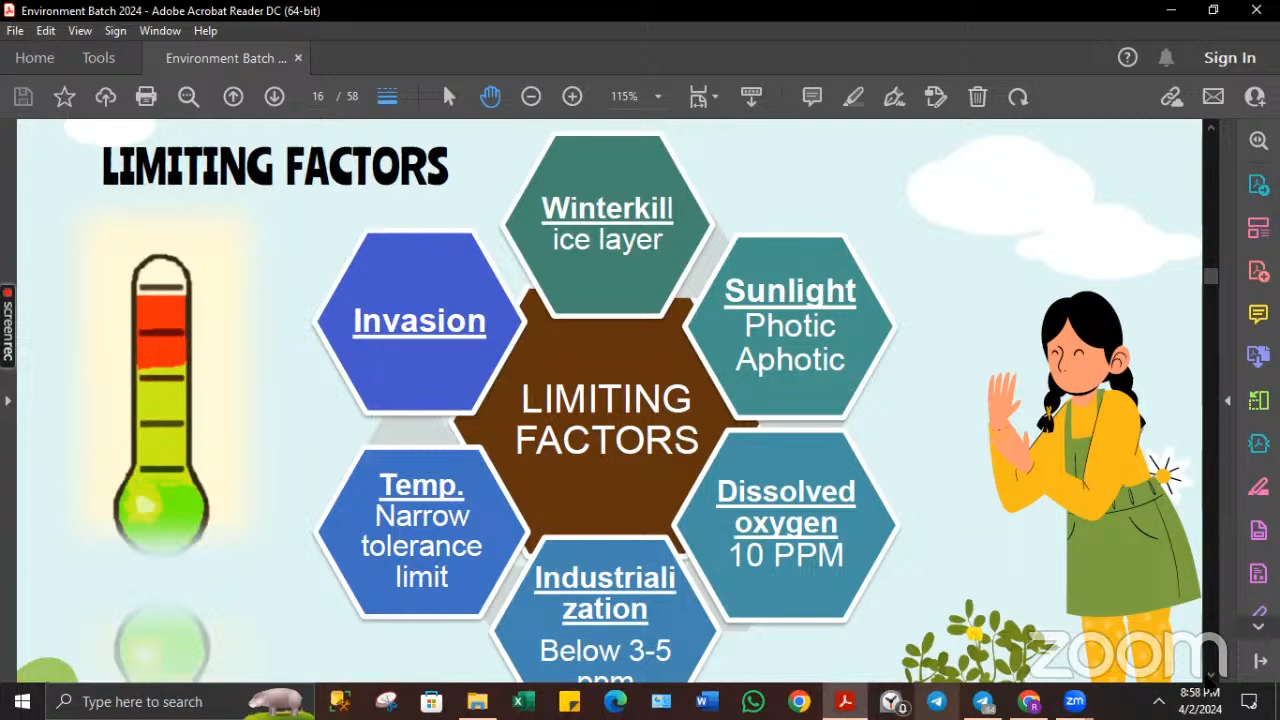 Environment Batch 2024 - Adobe Acrobat Reader DC (64-bit)
File Edit View Sign Window Help
Home Tools Environment Batch ... × Sign In
16 / 58 115%
LIMITING FACTORS
Winterkill
ice layer
Sunlight
Photic
Aphotic
Invasion
LIMITING
FACTORS
Temp.
Narrow
tolerance
limit
Dissolved
oxygen
10 PPM
Industriali
zation
Below 3-5
ppm
screenrec
zoom
Type here to search
8:58 PM
4/2/2024